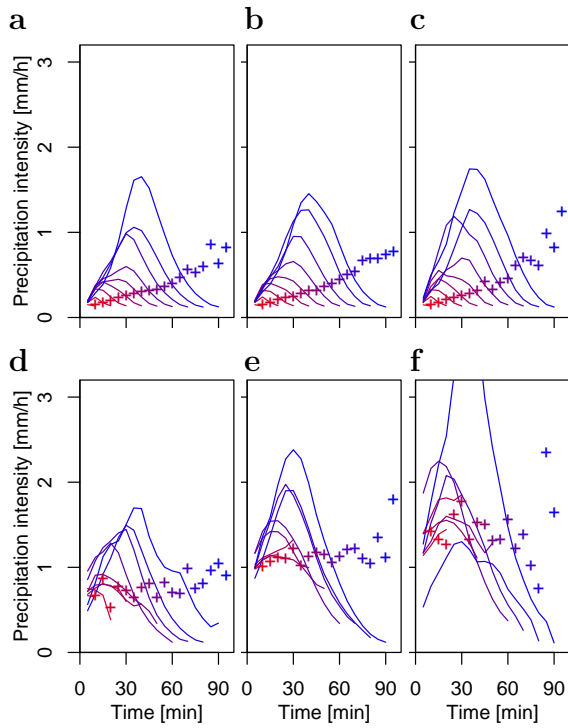 a b c
Precipitation intensity [mm/h]
3
2
1
0
d e f
Precipitation intensity [mm/h]
3
2
1
0
0 30 60 90 0 30 60 90 0 30 60 90
Time [min] Time [min] Time [min]